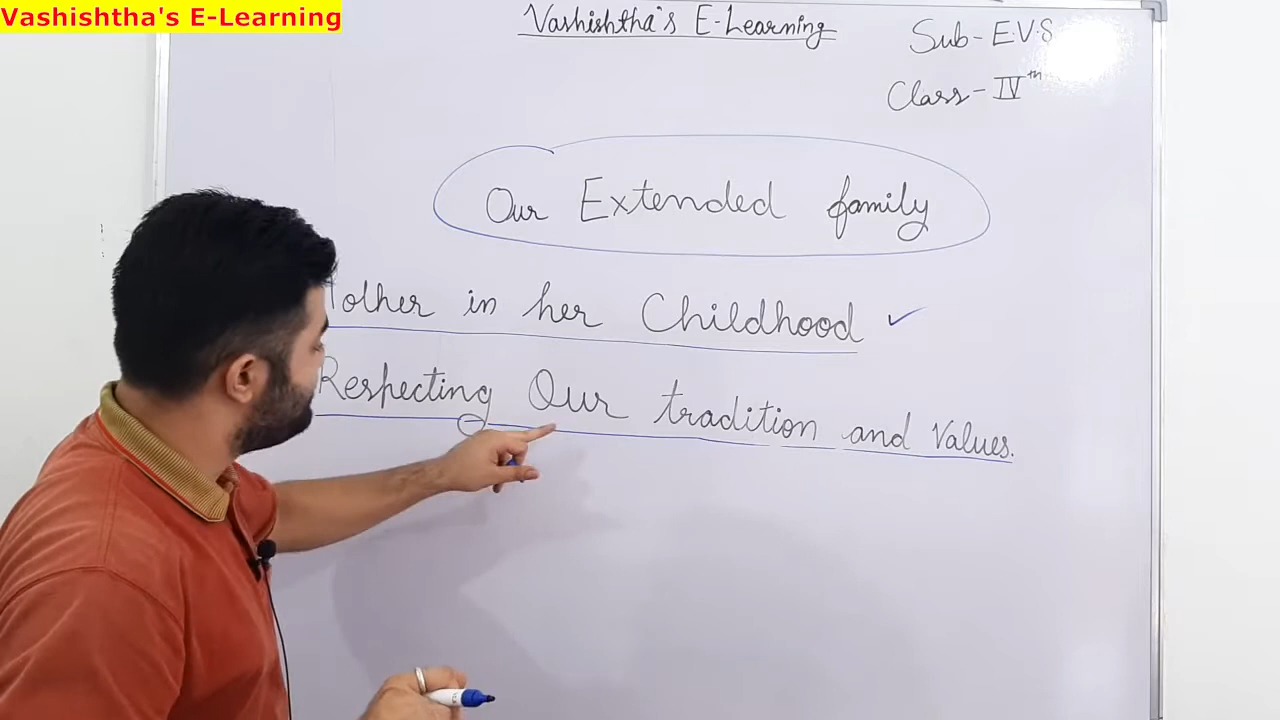 Vashishtha's E-Learning
Vashishtha's E-Learning
Sub- E.V.S
Class- IVth
Our Extended family
other in her Childhood ✓
Respecting Our tradition and Values.